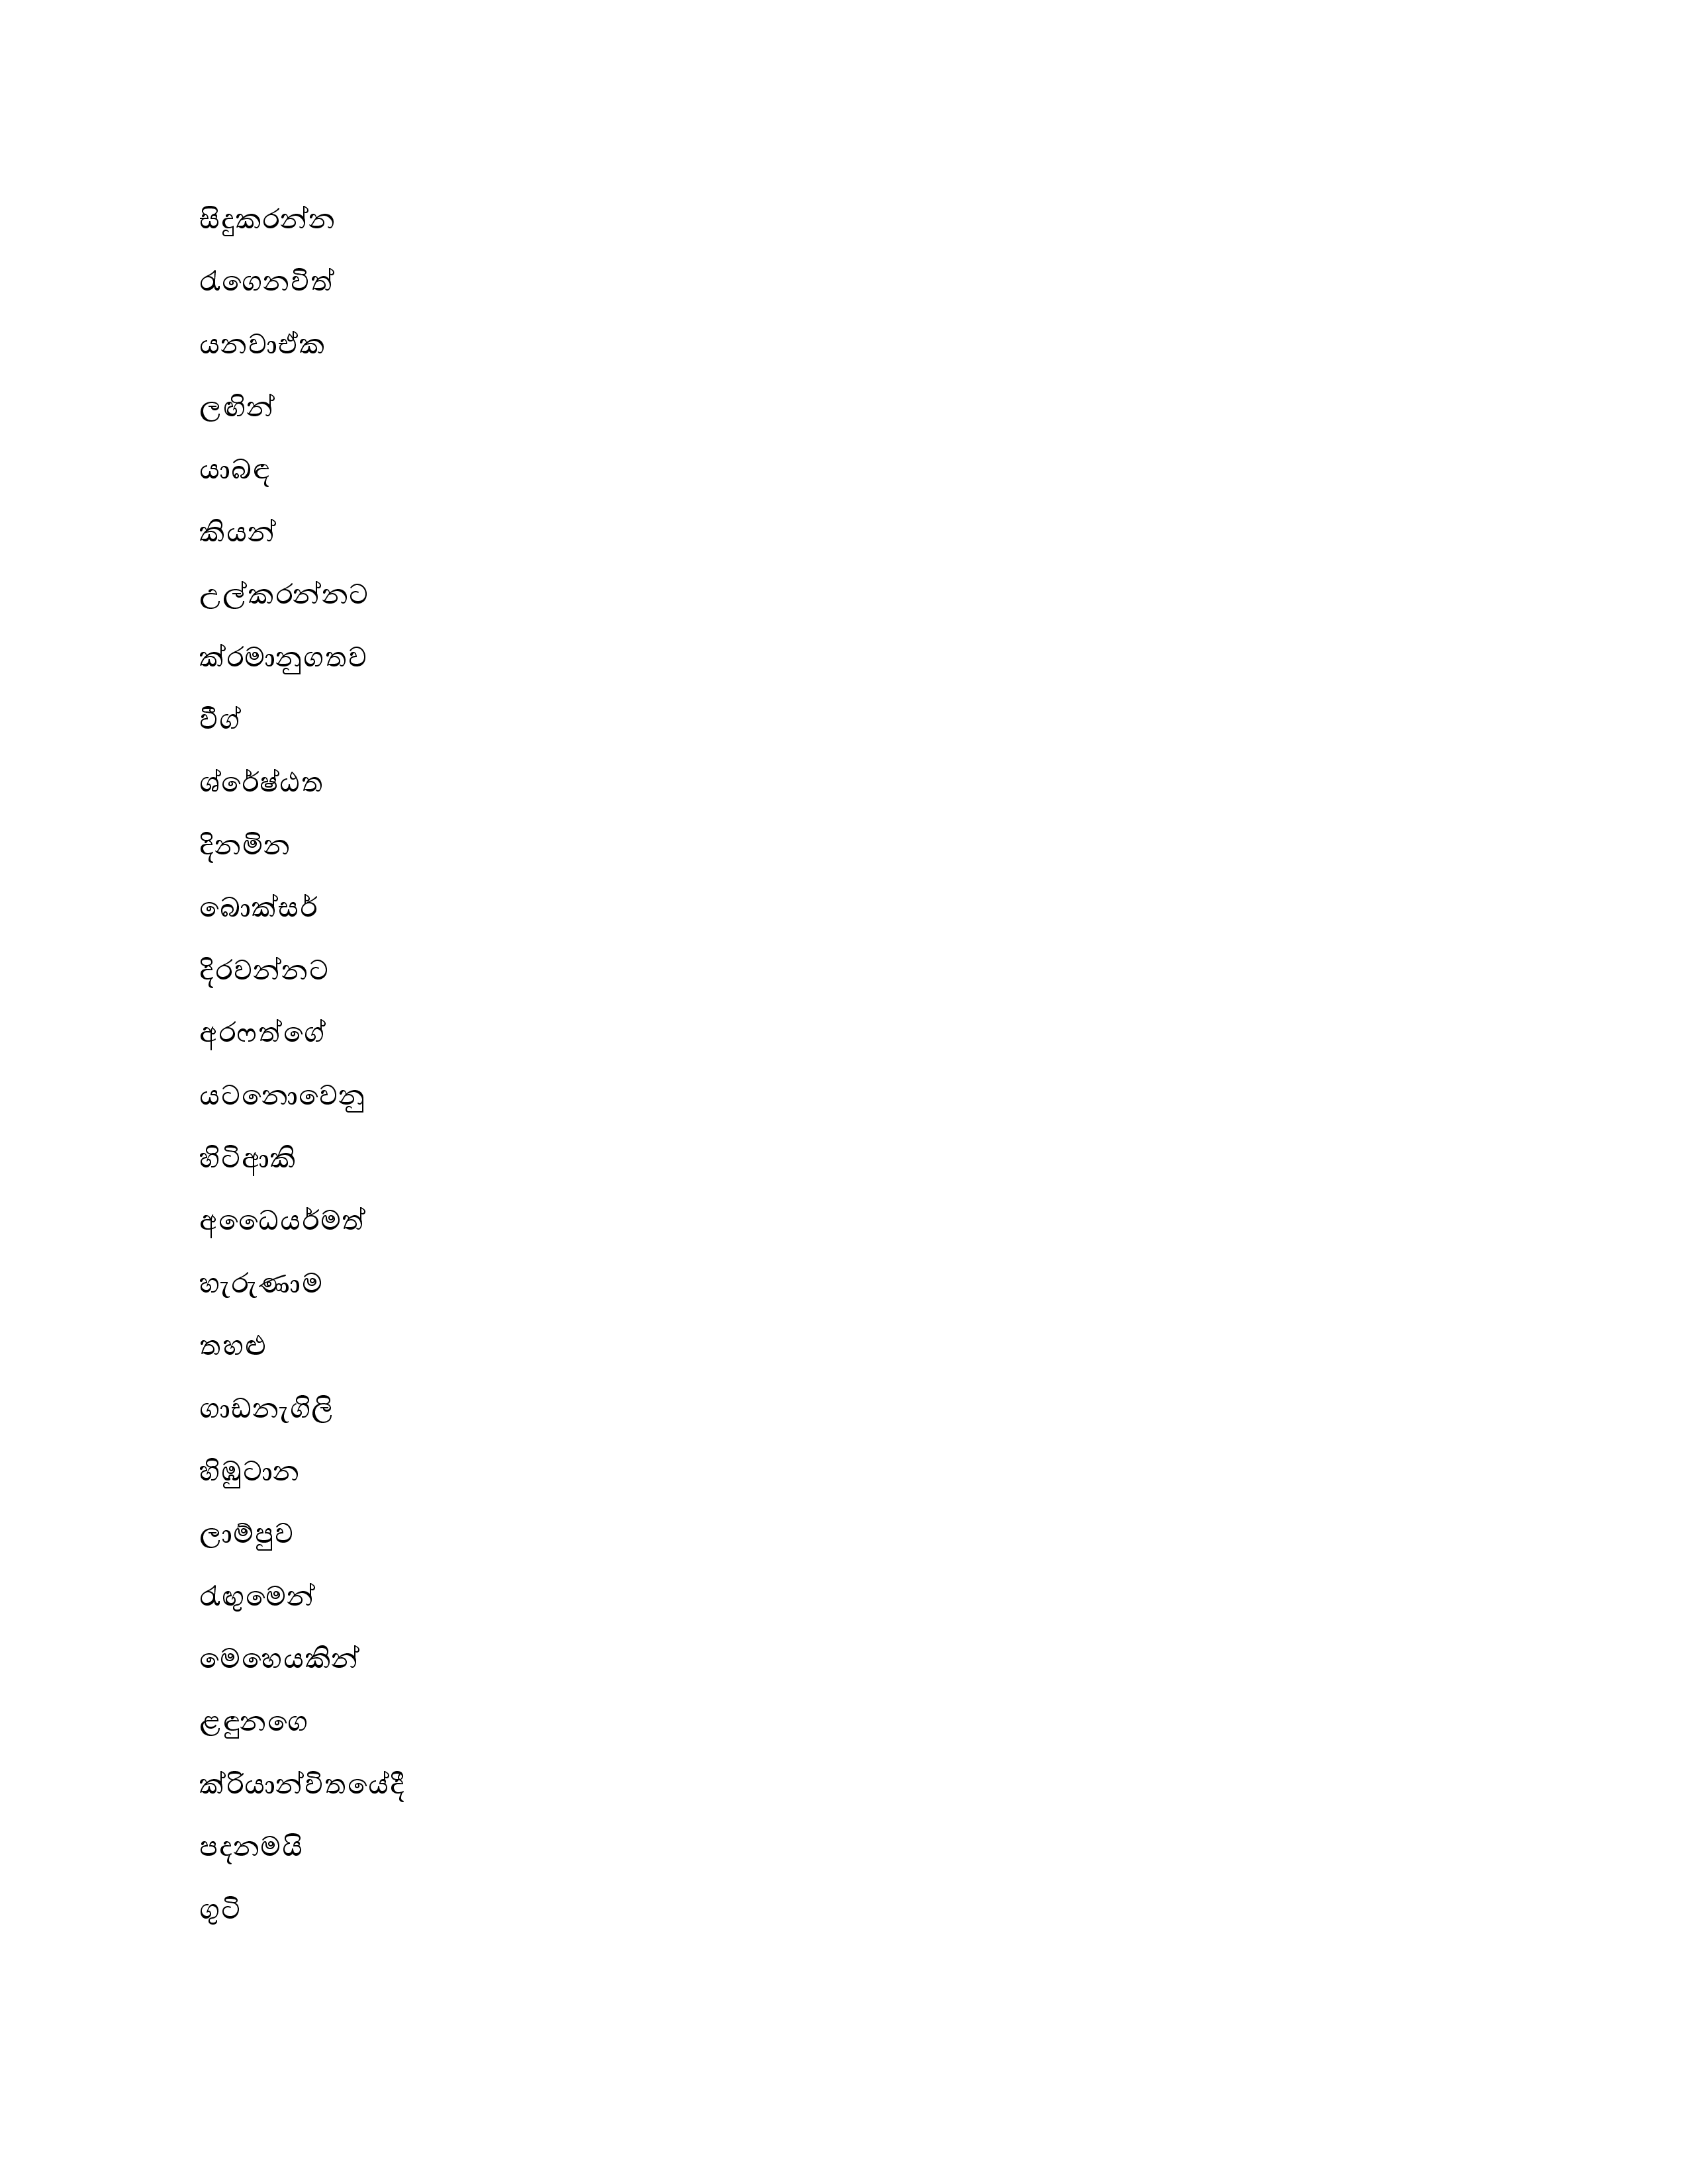 සිදුකරන්න
රැගෙනවිත්
යනවාඒක
ලඟින්
යාබඳ
කියන්
උල්කරන්නට
ක්රමානුගතව
වීග්
ශ්රේෂ්ඨත
දිනමින
බොක්සර්
දිරවන්නට
අරෆත්ගේ
යටනොවෙනු
හිටිආකි
අධෛයර්මත්
හැරුණාම
තහළු
ගාඩනැගිලි
හිඹුටාන
ලාම්පුව
රැඟුමෙන්
මෙහෙයකින්
ළඳුනගෙ
ක්රියාන්විතයේදී
පදනමයි
ගුටි